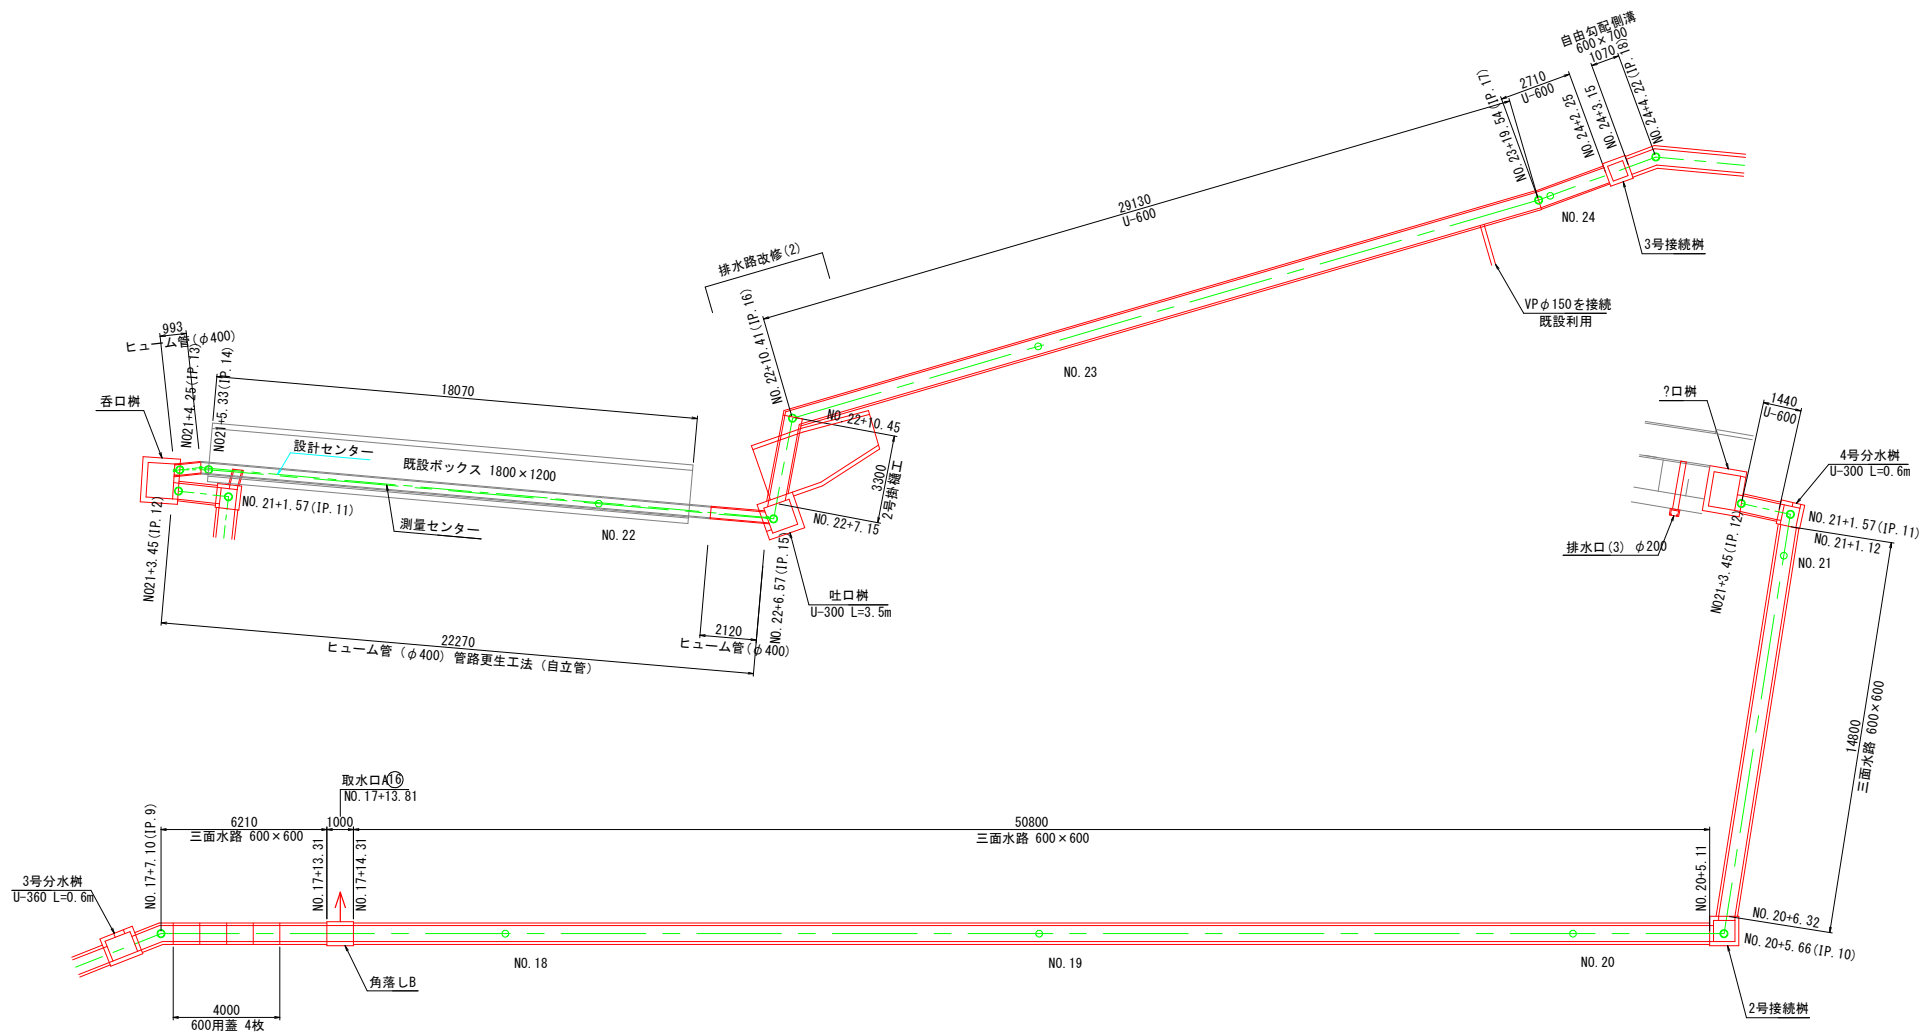 自由勾配側溝
600×700
1070
NO.24+4.22(IP.18)
NO.24+3.15
NO.24+2.25
2710
U-600
NO.23+19.54(IP.17)
NO.24
3号接続桝
29130
U-600
VPφ150を接続
既設利用
排水路改修(2)
NO.22+10.41(IP.16)
NO.23
NO.22+10.45
3300
2号掛樋工
NO.22+7.15
NO.22+6.57(IP.15)
吐口桝
U-300 L=3.5m
993
ヒューム管(φ400)
NO21+4.25(IP.13)
NO21+5.33(IP.14)
18070
呑口桝
設計センター
既設ボックス 1800×1200
NO.21+1.57(IP.11)
測量センター
NO.22
NO21+3.45(IP.12)
2120
ヒューム管(φ400)
22270
ヒューム管（φ400）管路更生工法（自立管）
?口桝
1440
U-600
4号分水桝
U-300 L=0.6m
NO.21+1.57(IP.11)
NO.21+1.12
NO.21
排水口(3) φ200
NO21+3.45(IP.12)
14800
三面水路 600×600
取水口A⑯
NO.17+13.81
NO.17+7.10(IP.9)
6210
三面水路 600×600
1000
50800
三面水路 600×600
NO.17+13.31
NO.17+14.31
NO.20+5.11
3号分水桝
U-360 L=0.6m
NO.20+6.32
NO.20+5.66(IP.10)
NO.18
NO.19
NO.20
角落しB
2号接続桝
4000
600用蓋 4枚